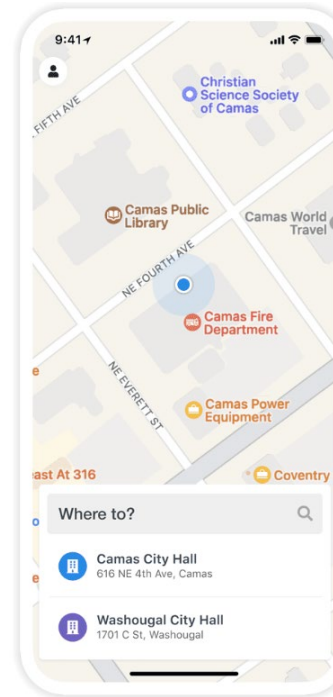 9:41
Christian
Science Society
of Camas
FIFTH AVE
Camas Public
Library
Camas World
Travel
NE FOURTH AVE
Camas Fire
Department
NE EVERETT ST
Camas Power
Equipment
east At 316
Coventry
Where to?
Camas City Hall
616 NE 4th Ave, Camas
Washougal City Hall
1701 C St, Washougal